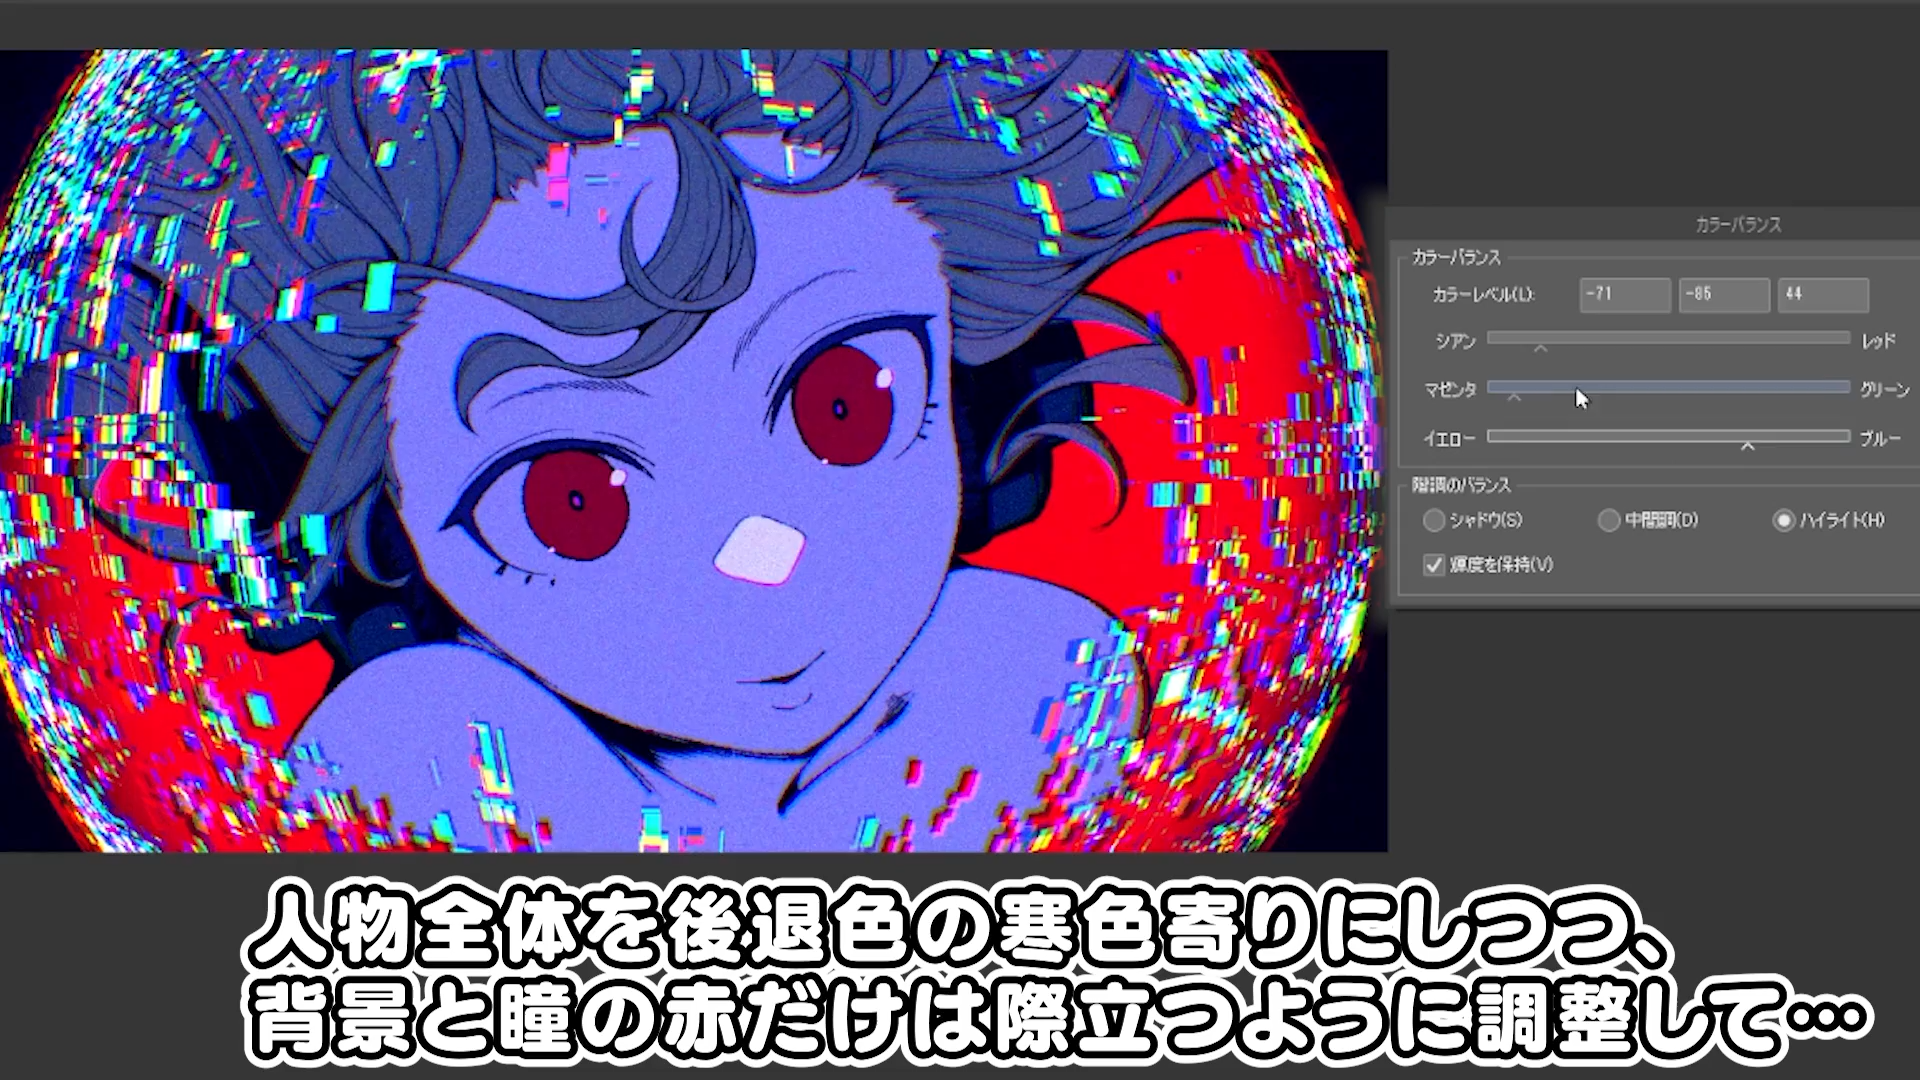 カラーバランス
カラーバランス
カラーレベル(L): -71 -85 44
シアン レッド
マゼンタ グリーン
イエロー ブルー
階調のバランス
シャドウ(S) 中間調(D) ハイライト(H)
輝度を保持(V)
人物全体を後退色の寒色寄りにしつつ、
背景と瞳の赤だけは際立つように調整して…